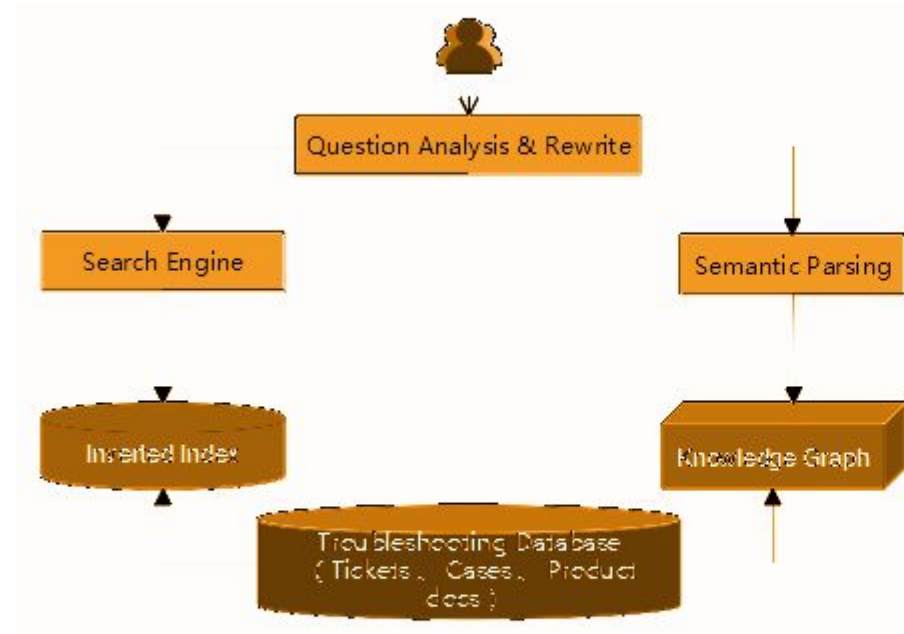 Question Analysis & Rewrite
Search Engine
Semantic Parsing
Inverted Index
Knowledge Graph
Troubleshooting Database
( Tickets 、 Cases 、 Product
docs )